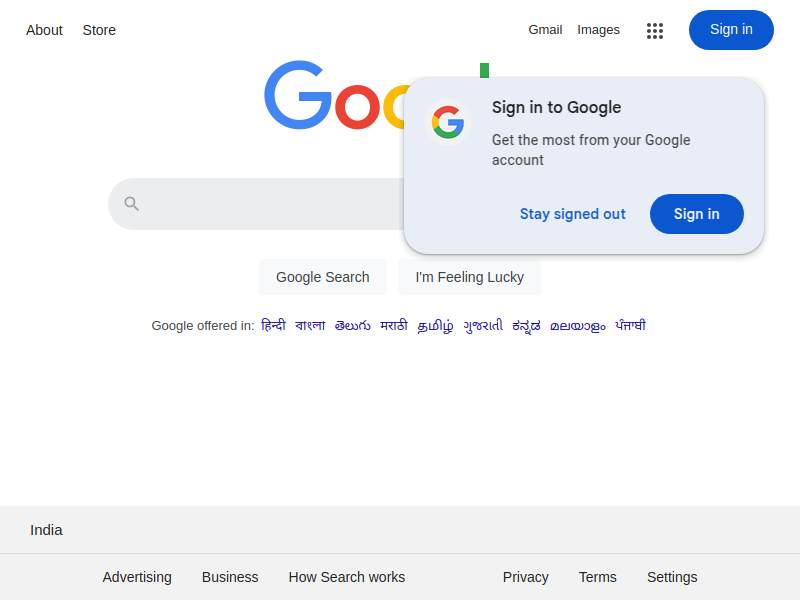 About Store Gmail Images Sign in
Goo
Sign in to Google
Get the most from your Google
account
Stay signed out Sign in
Google Search I'm Feeling Lucky
Google offered in: हिन्दी বাংলা తెలుగు मराठी தமிழ் ગુજરાતી ಕನ್ನಡ മലയാളം ਪੰਜਾਬੀ
India
Advertising Business How Search works Privacy Terms Settings